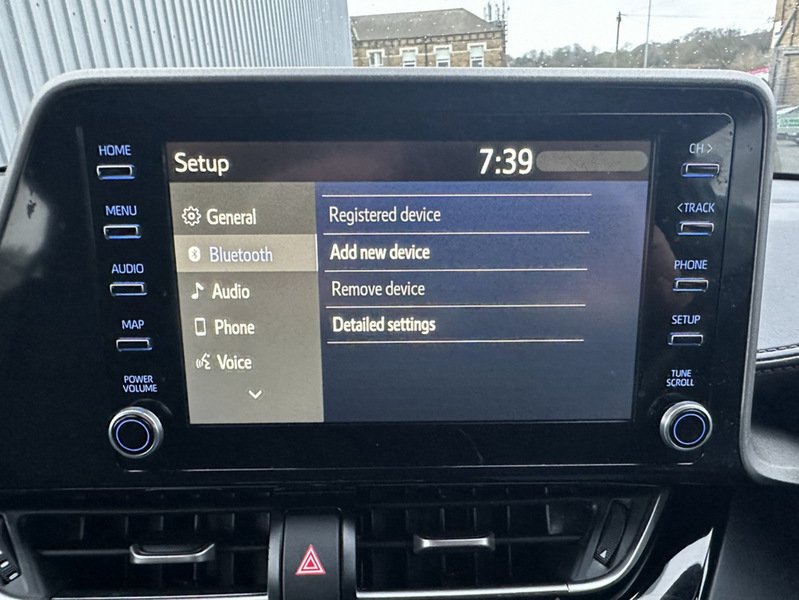 Setup
7:39
General
Bluetooth
Audio
Phone
Voice
Registered device
Add new device
Remove device
Detailed settings
HOME
MENU
AUDIO
MAP
POWER
VOLUME
CH >
< TRACK
PHONE
SETUP
TUNE
SCROLL